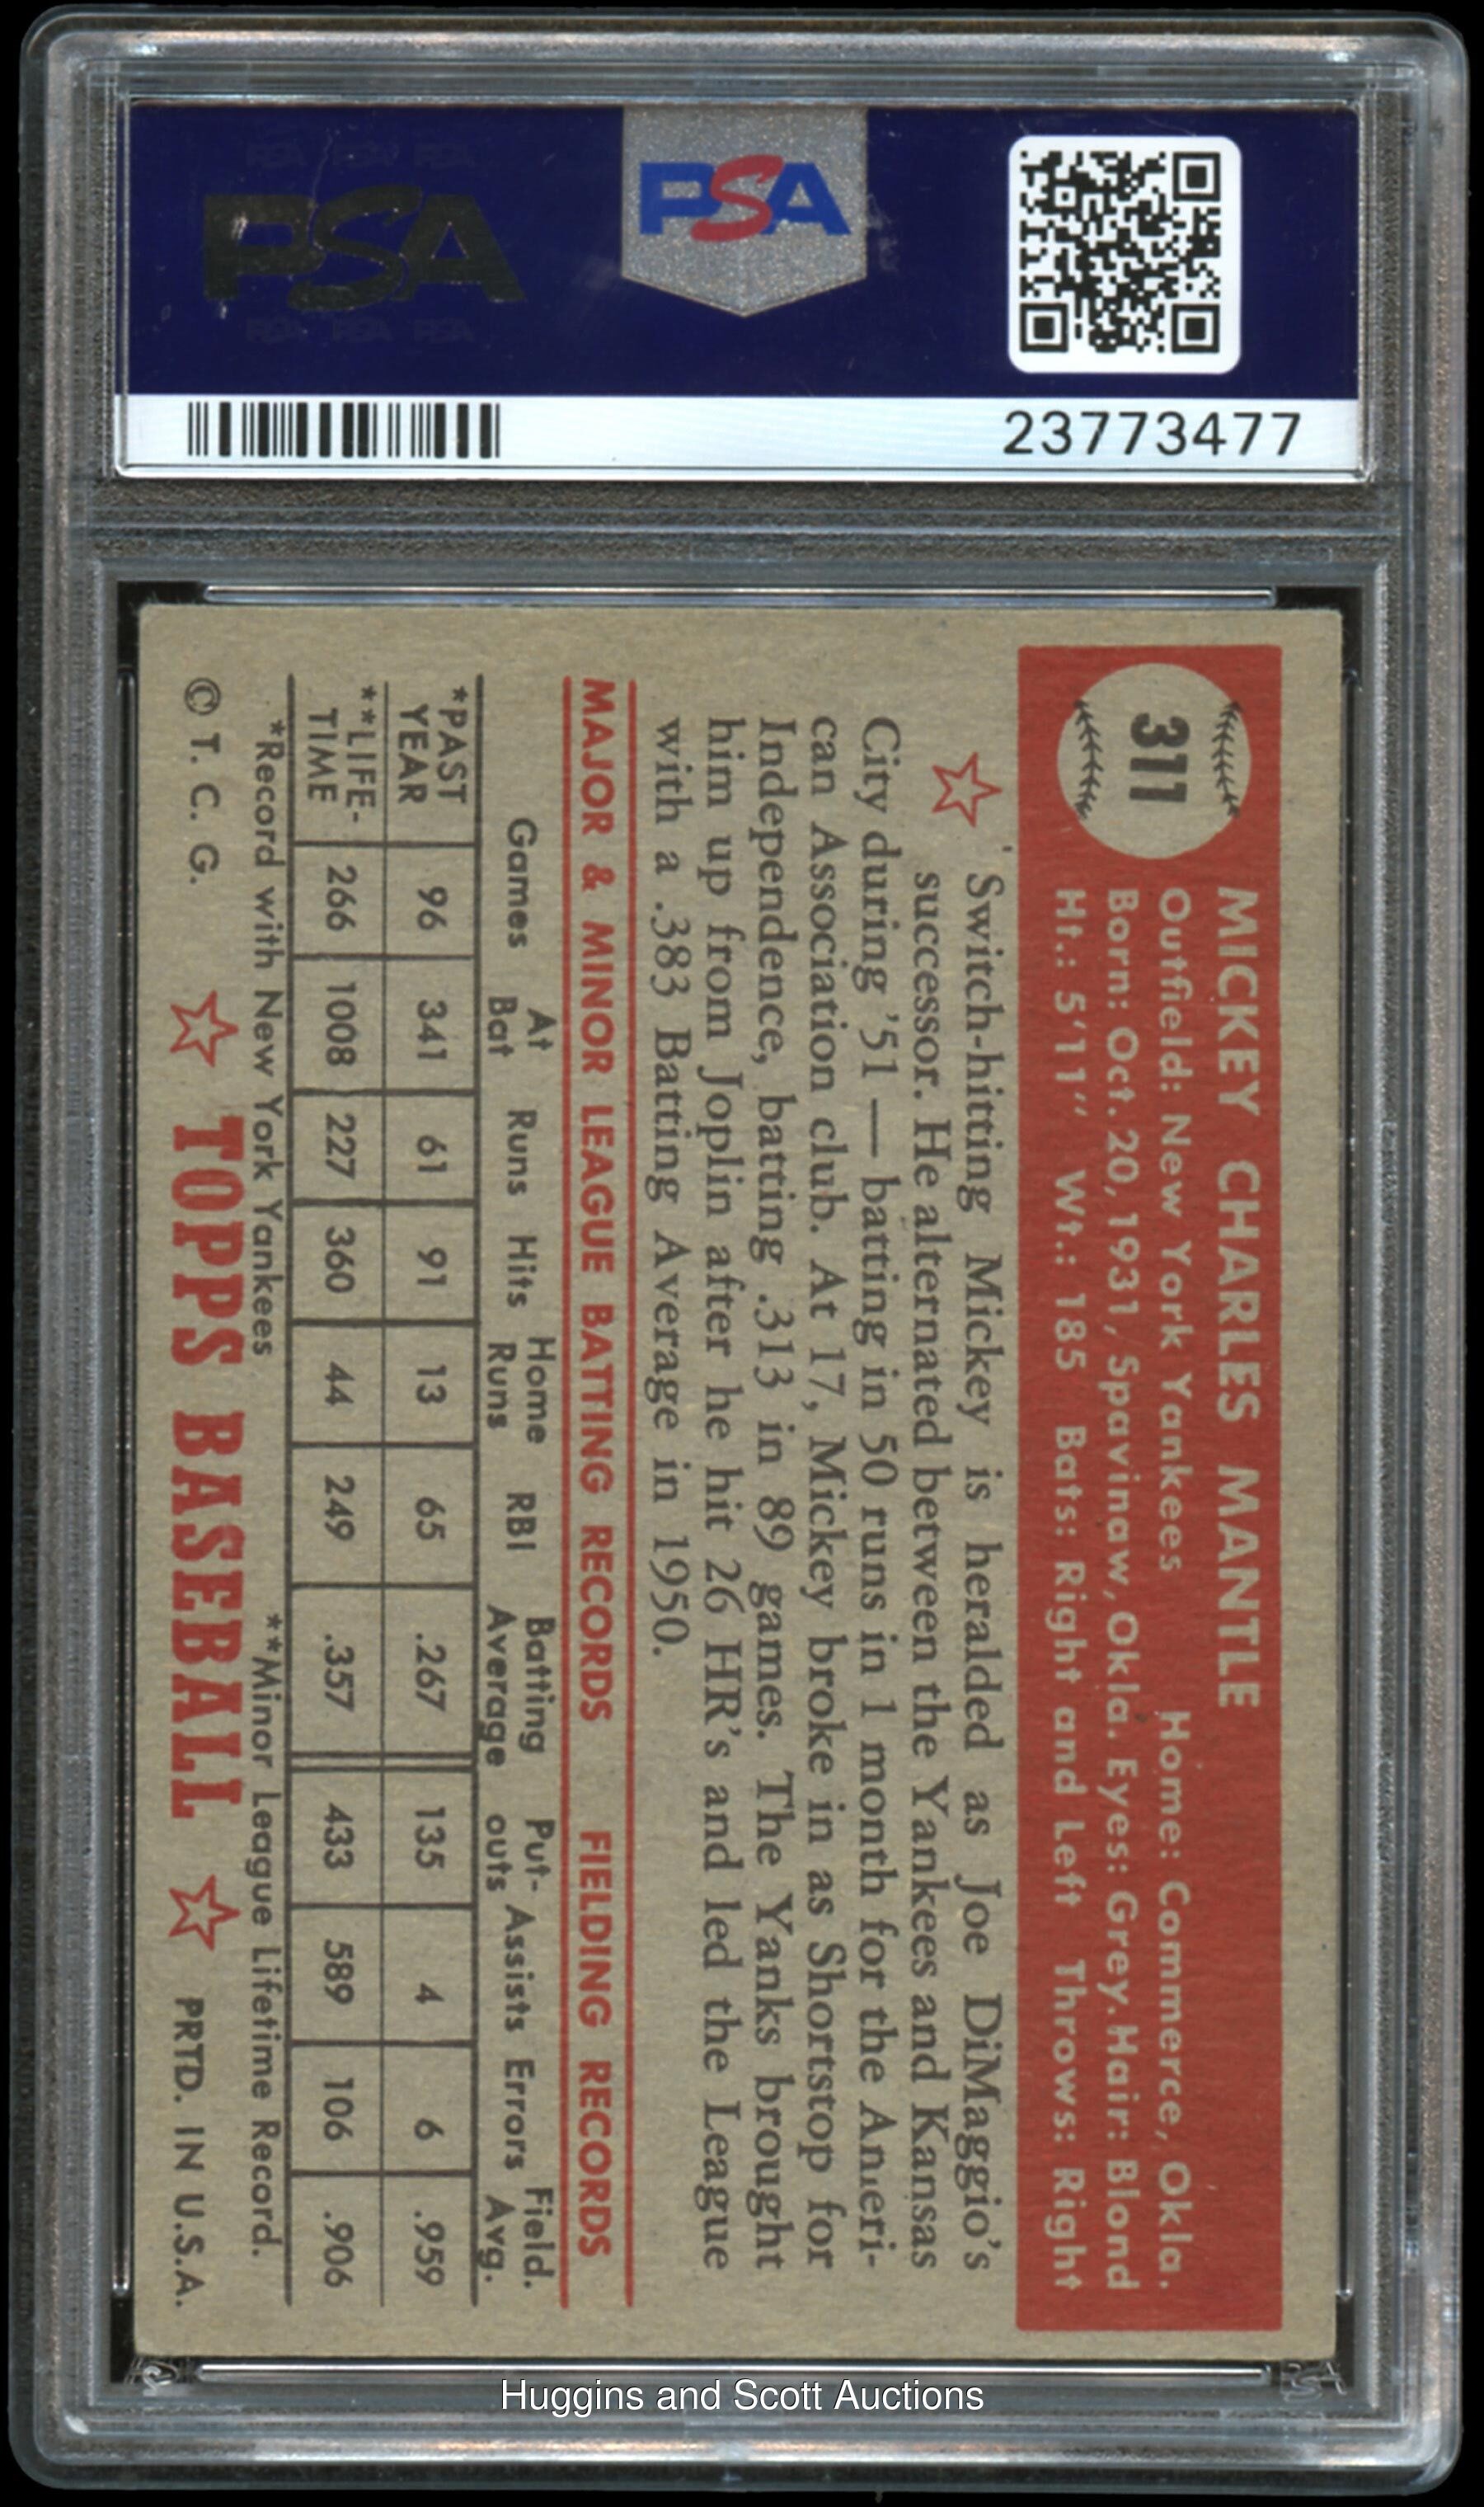 PSA PSA PSA
PSA
PSA PSA PSA
PSA
23773477
311
MICKEY CHARLES MANTLE
Outfield: New York Yankees Home: Commerce, Okla.
Born: Oct. 20, 1931, Spavinaw, Okla. Eyes: Grey. Hair: Blond
Ht.: 5'11" Wt.: 185 Bats: Right and Left Throws: Right
Switch-hitting Mickey is heralded as Joe DiMaggio's
successor. He alternated between the Yankees and Kansas
City during '51 — batting in 50 runs in 1 month for the Ameri-
can Association club. At 17, Mickey broke in as Shortstop for
Independence, batting .313 in 89 games. The Yanks brought
him up from Joplin after he hit 26 HR's and led the League
with a .383 Batting Average in 1950.
MAJOR & MINOR LEAGUE BATTING RECORDS FIELDING RECORDS
Games At Bat Runs Hits Home Runs RBI Batting Average Put-outs Assists Errors Field. Avg.
*PAST YEAR 96 341 61 91 13 65 .267 135 4 6 .959
**LIFE-TIME 266 1008 227 360 44 249 .357 433 589 106 .906
*Record with New York Yankees **Minor League Lifetime Record.
© T. C. G. TOPPS BASEBALL PRTD. IN U.S.A.
PSA
Huggins and Scott Auctions